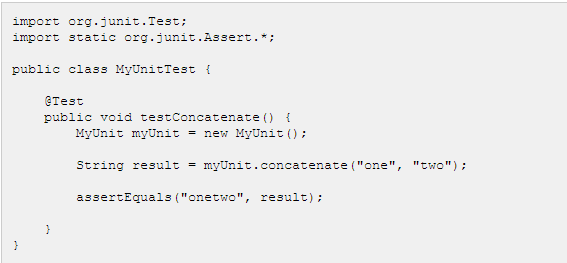 import org.junit.Test;
import static org.junit.Assert.*;
public class MyUnitTest {
@Test
public void testConcatenate() {
MyUnit myUnit = new MyUnit();
String result = myUnit.concatenate("one", "two");
assertEquals("onetwo", result);
}
}